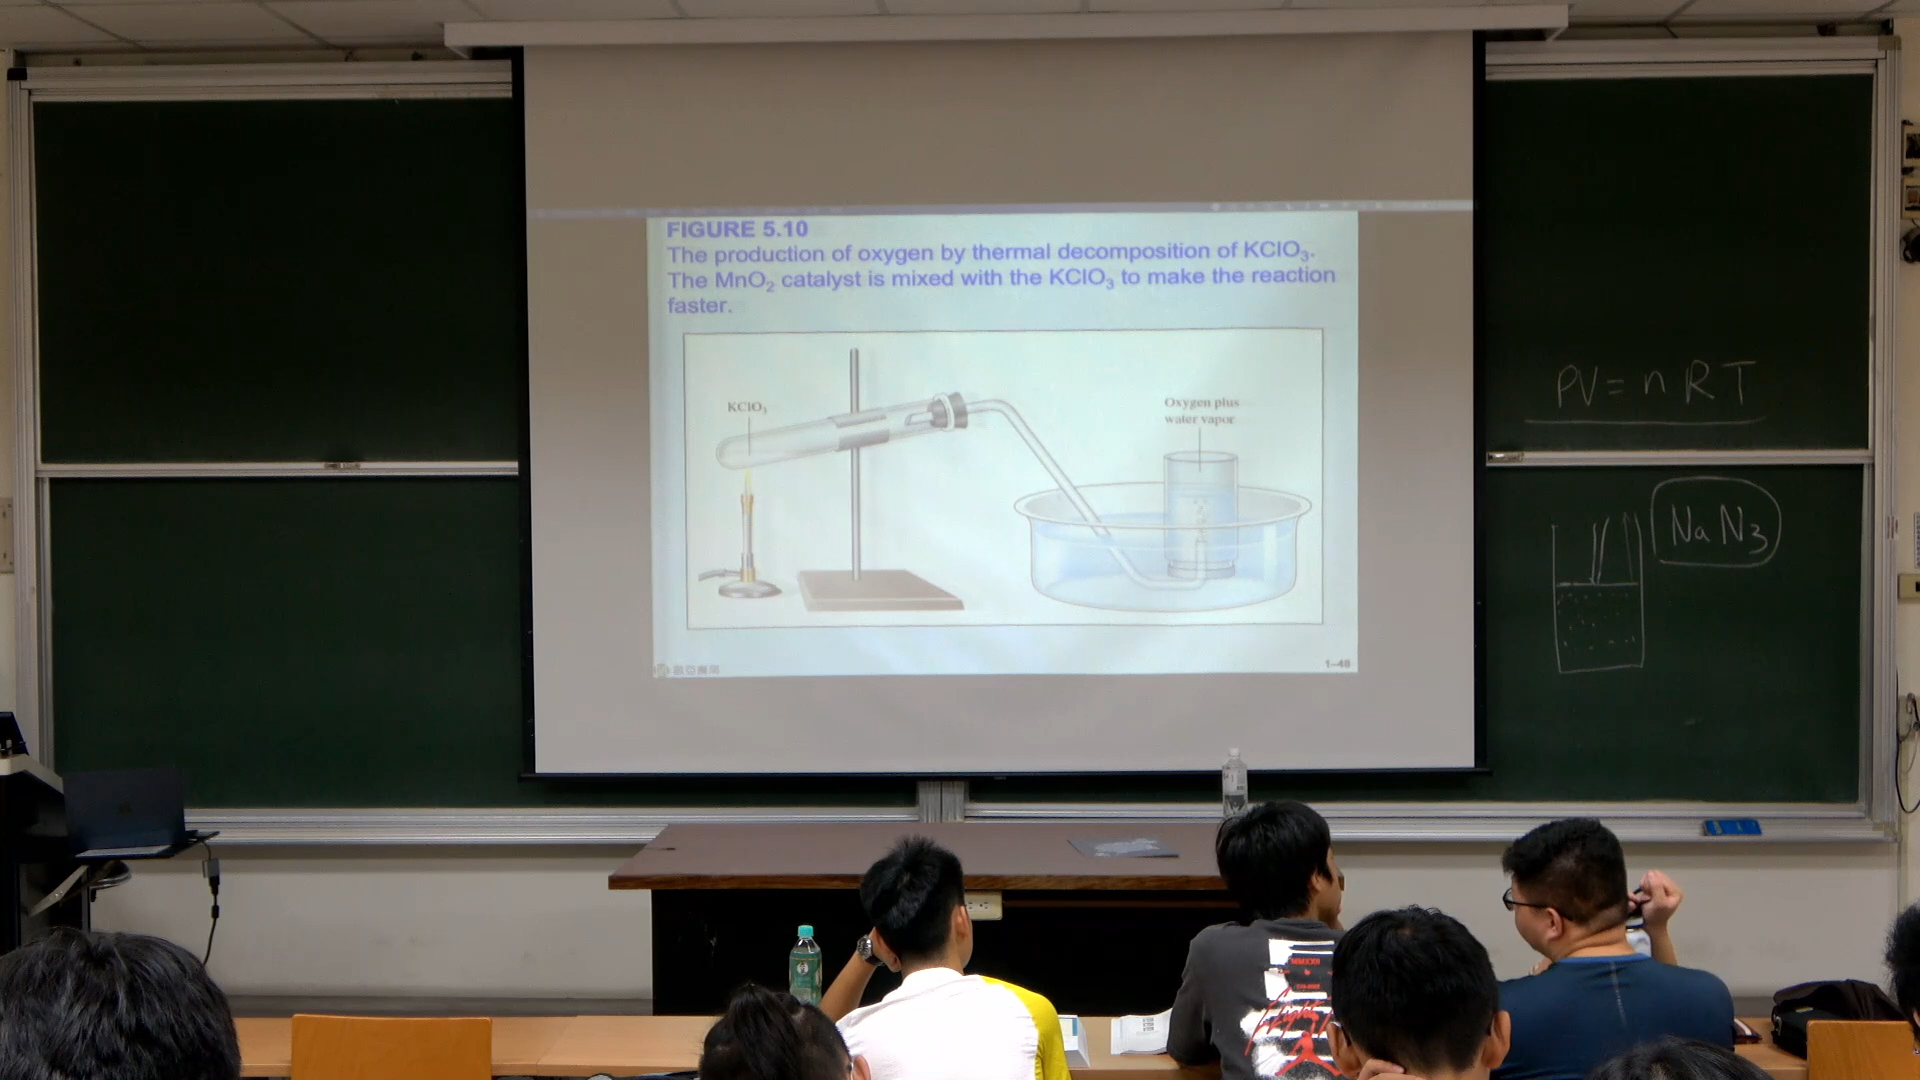 FIGURE 5.10
The production of oxygen by thermal decomposition of KClO₃.
The MnO₂ catalyst is mixed with the KClO₃ to make the reaction
faster.
KClO₃
Oxygen plus
water vapor
1–48
PV = nRT
NaN₃
Flight